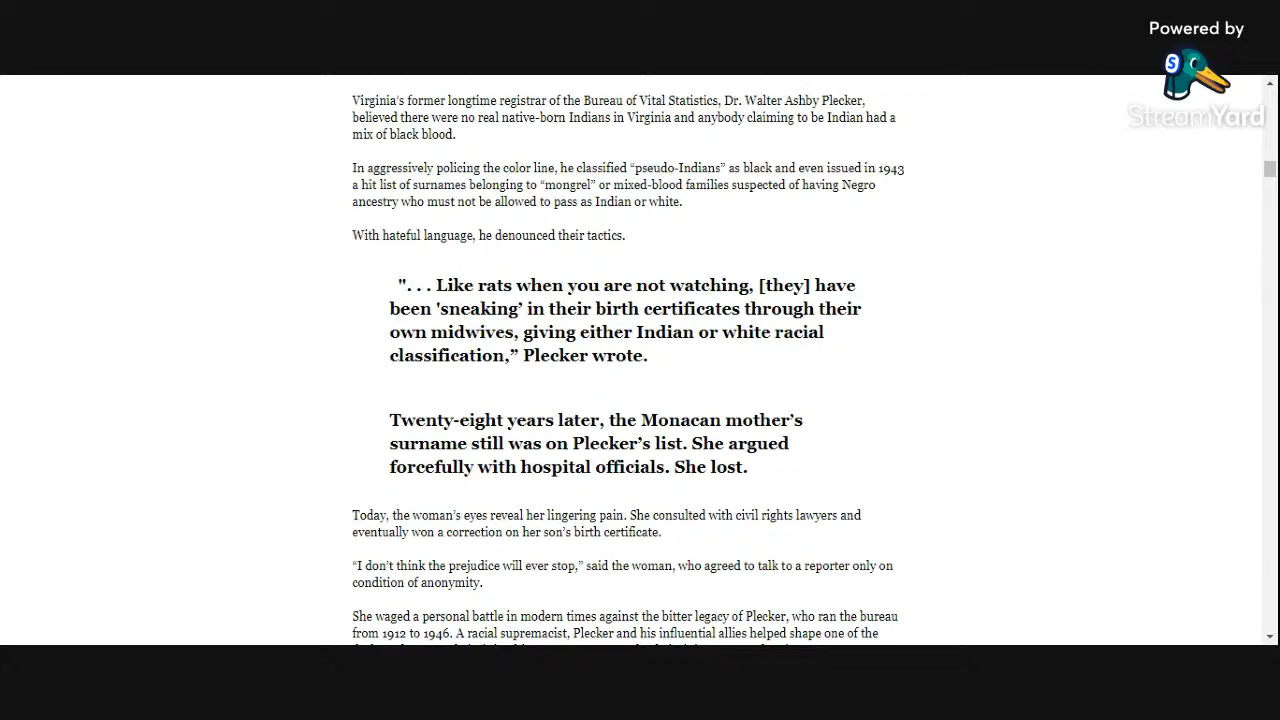 Powered by
S
StreamYard
Virginia’s former longtime registrar of the Bureau of Vital Statistics, Dr. Walter Ashby Plecker,
believed there were no real native-born Indians in Virginia and anybody claiming to be Indian had a
mix of black blood.
In aggressively policing the color line, he classified “pseudo-Indians” as black and even issued in 1943
a hit list of surnames belonging to “mongrel” or mixed-blood families suspected of having Negro
ancestry who must not be allowed to pass as Indian or white.
With hateful language, he denounced their tactics.
". . . Like rats when you are not watching, [they] have
been 'sneaking’ in their birth certificates through their
own midwives, giving either Indian or white racial
classification,” Plecker wrote.
Twenty-eight years later, the Monacan mother’s
surname still was on Plecker’s list. She argued
forcefully with hospital officials. She lost.
Today, the woman’s eyes reveal her lingering pain. She consulted with civil rights lawyers and
eventually won a correction on her son’s birth certificate.
“I don’t think the prejudice will ever stop,” said the woman, who agreed to talk to a reporter only on
condition of anonymity.
She waged a personal battle in modern times against the bitter legacy of Plecker, who ran the bureau
from 1912 to 1946. A racial supremacist, Plecker and his influential allies helped shape one of the